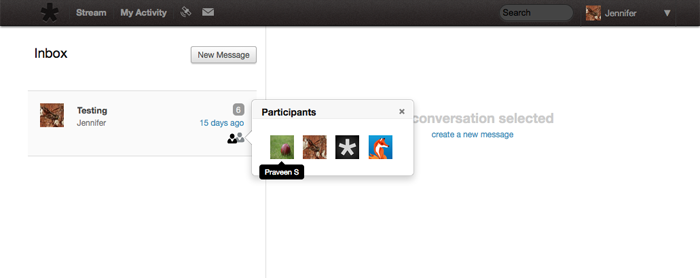 Stream My Activity Search Jennifer
Inbox New Message
Testing 6
Jennifer 15 days ago
Participants
Praveen S
conversation selected
create a new message